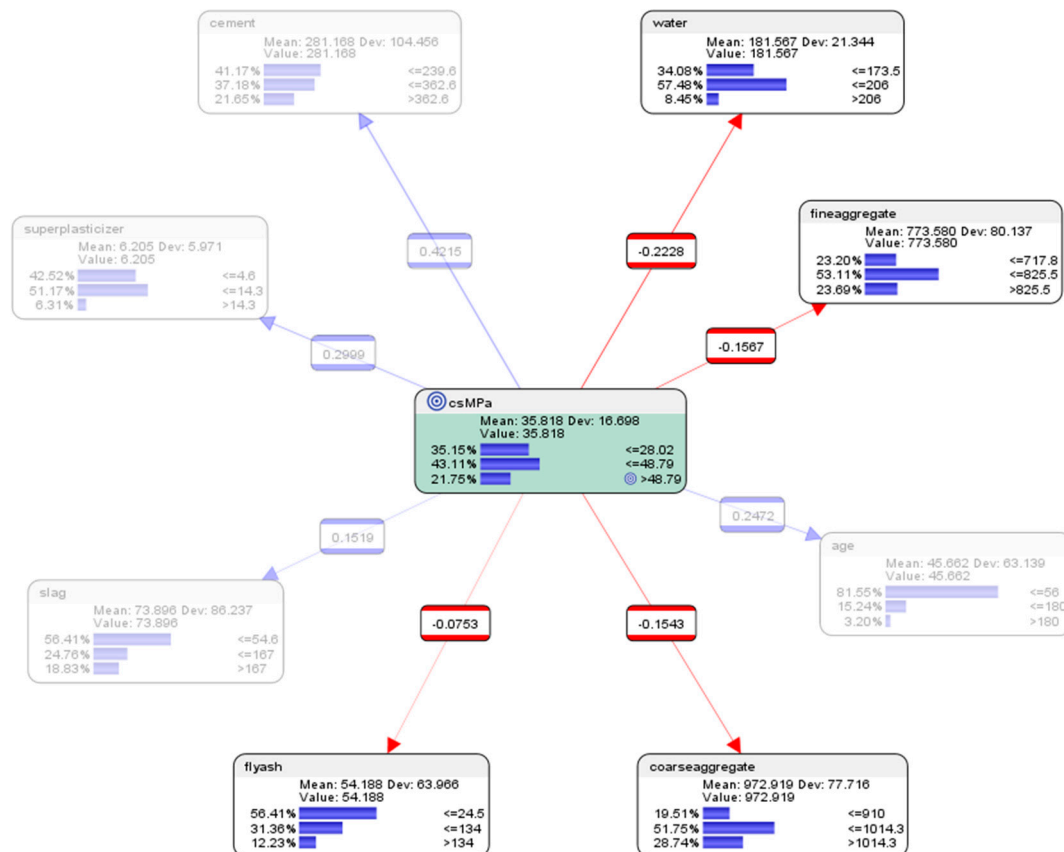 cement
Mean: 281.168 Dev: 104.456
Value: 281.168
41.17% <=239.6
37.18% <=362.6
21.65% >362.6
water
Mean: 181.567 Dev: 21.344
Value: 181.567
34.08% <=173.5
57.48% <=206
8.45% >206
superplasticizer
Mean: 6.205 Dev: 5.971
Value: 6.205
42.52% <=4.6
51.17% <=14.3
6.31% >14.3
fineaggregate
Mean: 773.580 Dev: 80.137
Value: 773.580
23.20% <=717.8
53.11% <=825.5
23.69% >825.5
0.4215
-0.2228
0.2999
-0.1567
csMPa
Mean: 35.818 Dev: 16.698
Value: 35.818
35.15% <=28.02
43.11% <=48.79
21.75% >48.79
0.1519
0.2472
slag
Mean: 73.896 Dev: 86.237
Value: 73.896
56.41% <=54.6
24.76% <=167
18.83% >167
age
Mean: 45.662 Dev: 63.139
Value: 45.662
81.55% <=56
15.24% <=180
3.20% >180
-0.0753
-0.1543
flyash
Mean: 54.188 Dev: 63.966
Value: 54.188
56.41% <=24.5
31.36% <=134
12.23% >134
coarseaggregate
Mean: 972.919 Dev: 77.716
Value: 972.919
19.51% <=910
51.75% <=1014.3
28.74% >1014.3